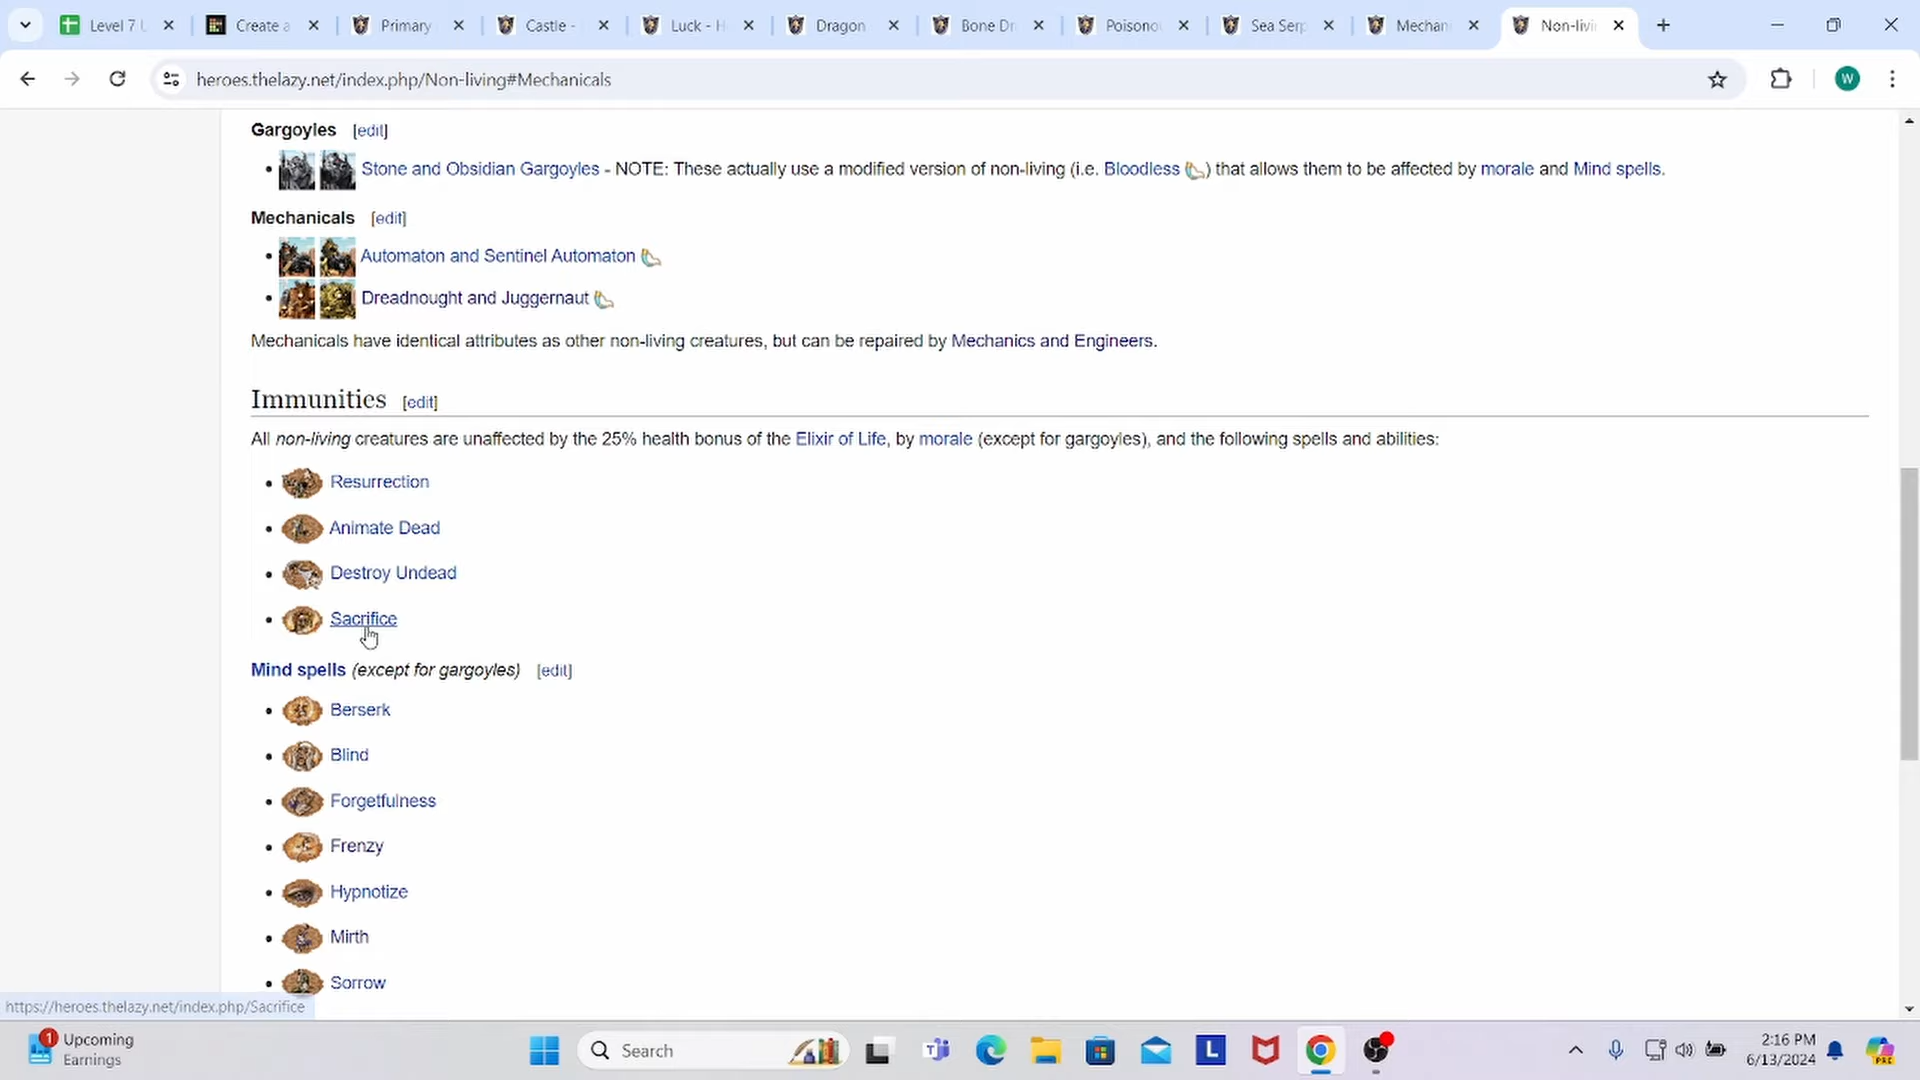 Level 7 U
Create a
Primary
Castle -
Luck - H
Dragon
Bone Dr
Poisono
Sea Serp
Mechan
Non-livi
heroes.thelazy.net/index.php/Non-living#Mechanicals
W
Gargoyles [edit]
Stone and Obsidian Gargoyles - NOTE: These actually use a modified version of non-living (i.e. Bloodless ) that allows them to be affected by morale and Mind spells.
Mechanicals [edit]
Automaton and Sentinel Automaton
Dreadnought and Juggernaut
Mechanicals have identical attributes as other non-living creatures, but can be repaired by Mechanics and Engineers.
Immunities [edit]
All non-living creatures are unaffected by the 25% health bonus of the Elixir of Life, by morale (except for gargoyles), and the following spells and abilities:
Resurrection
Animate Dead
Destroy Undead
Sacrifice
Mind spells (except for gargoyles) [edit]
Berserk
Blind
Forgetfulness
Frenzy
Hypnotize
Mirth
Sorrow
https://heroes.thelazy.net/index.php/Sacrifice
1
Upcoming
Earnings
Search
L
2:16 PM
6/13/2024
PRE